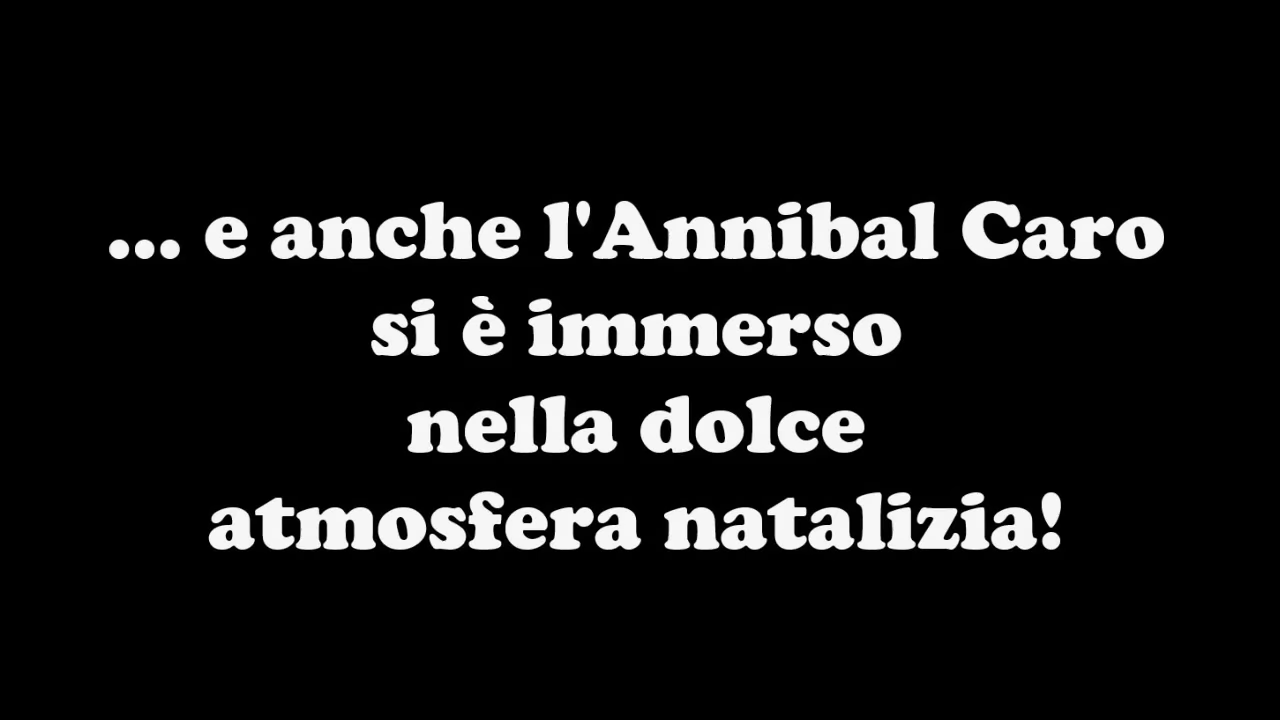 ... e anche l'Annibal Caro
si è immerso
nella dolce
atmosfera natalizia!